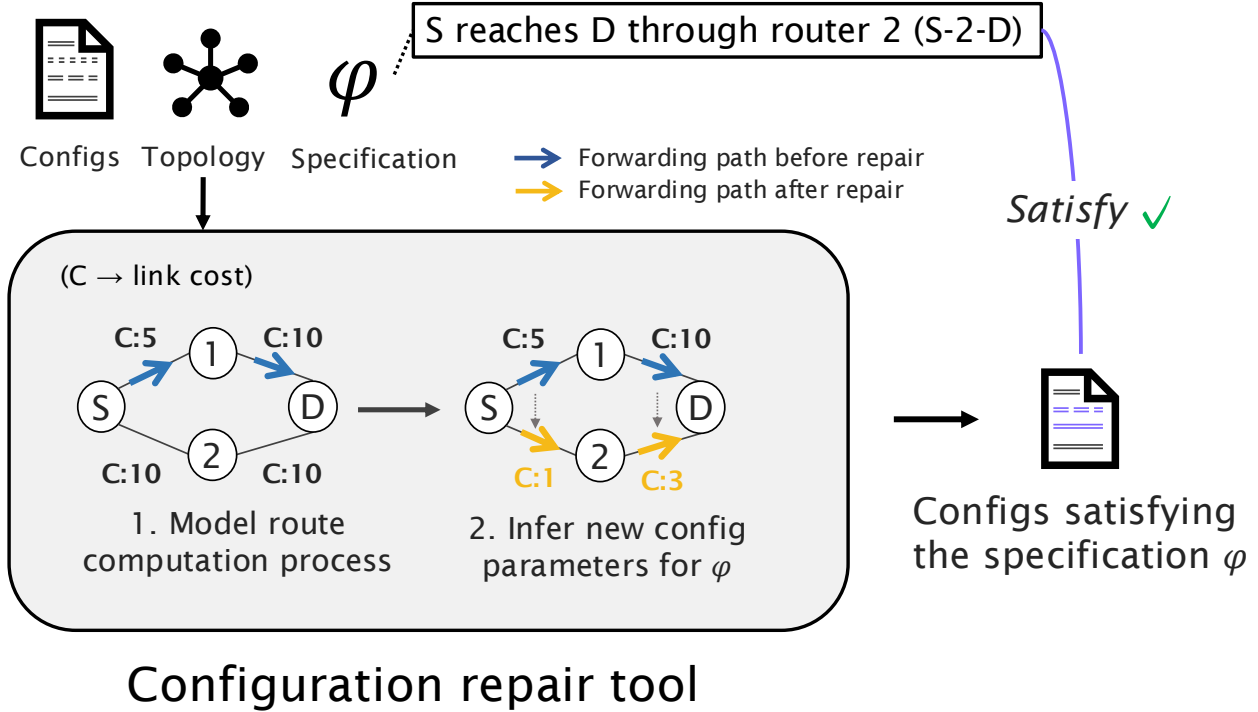 S reaches D through router 2 (S-2-D)
φ
Configs
Topology
Specification
Forwarding path before repair
Forwarding path after repair
Satisfy
(C → link cost)
C:5
C:10
1
S
D
2
C:10
C:10
1. Model route
computation process
C:5
C:10
1
S
D
2
C:1
C:3
2. Infer new config
parameters for φ
Configs satisfying
the specification φ
Configuration repair tool